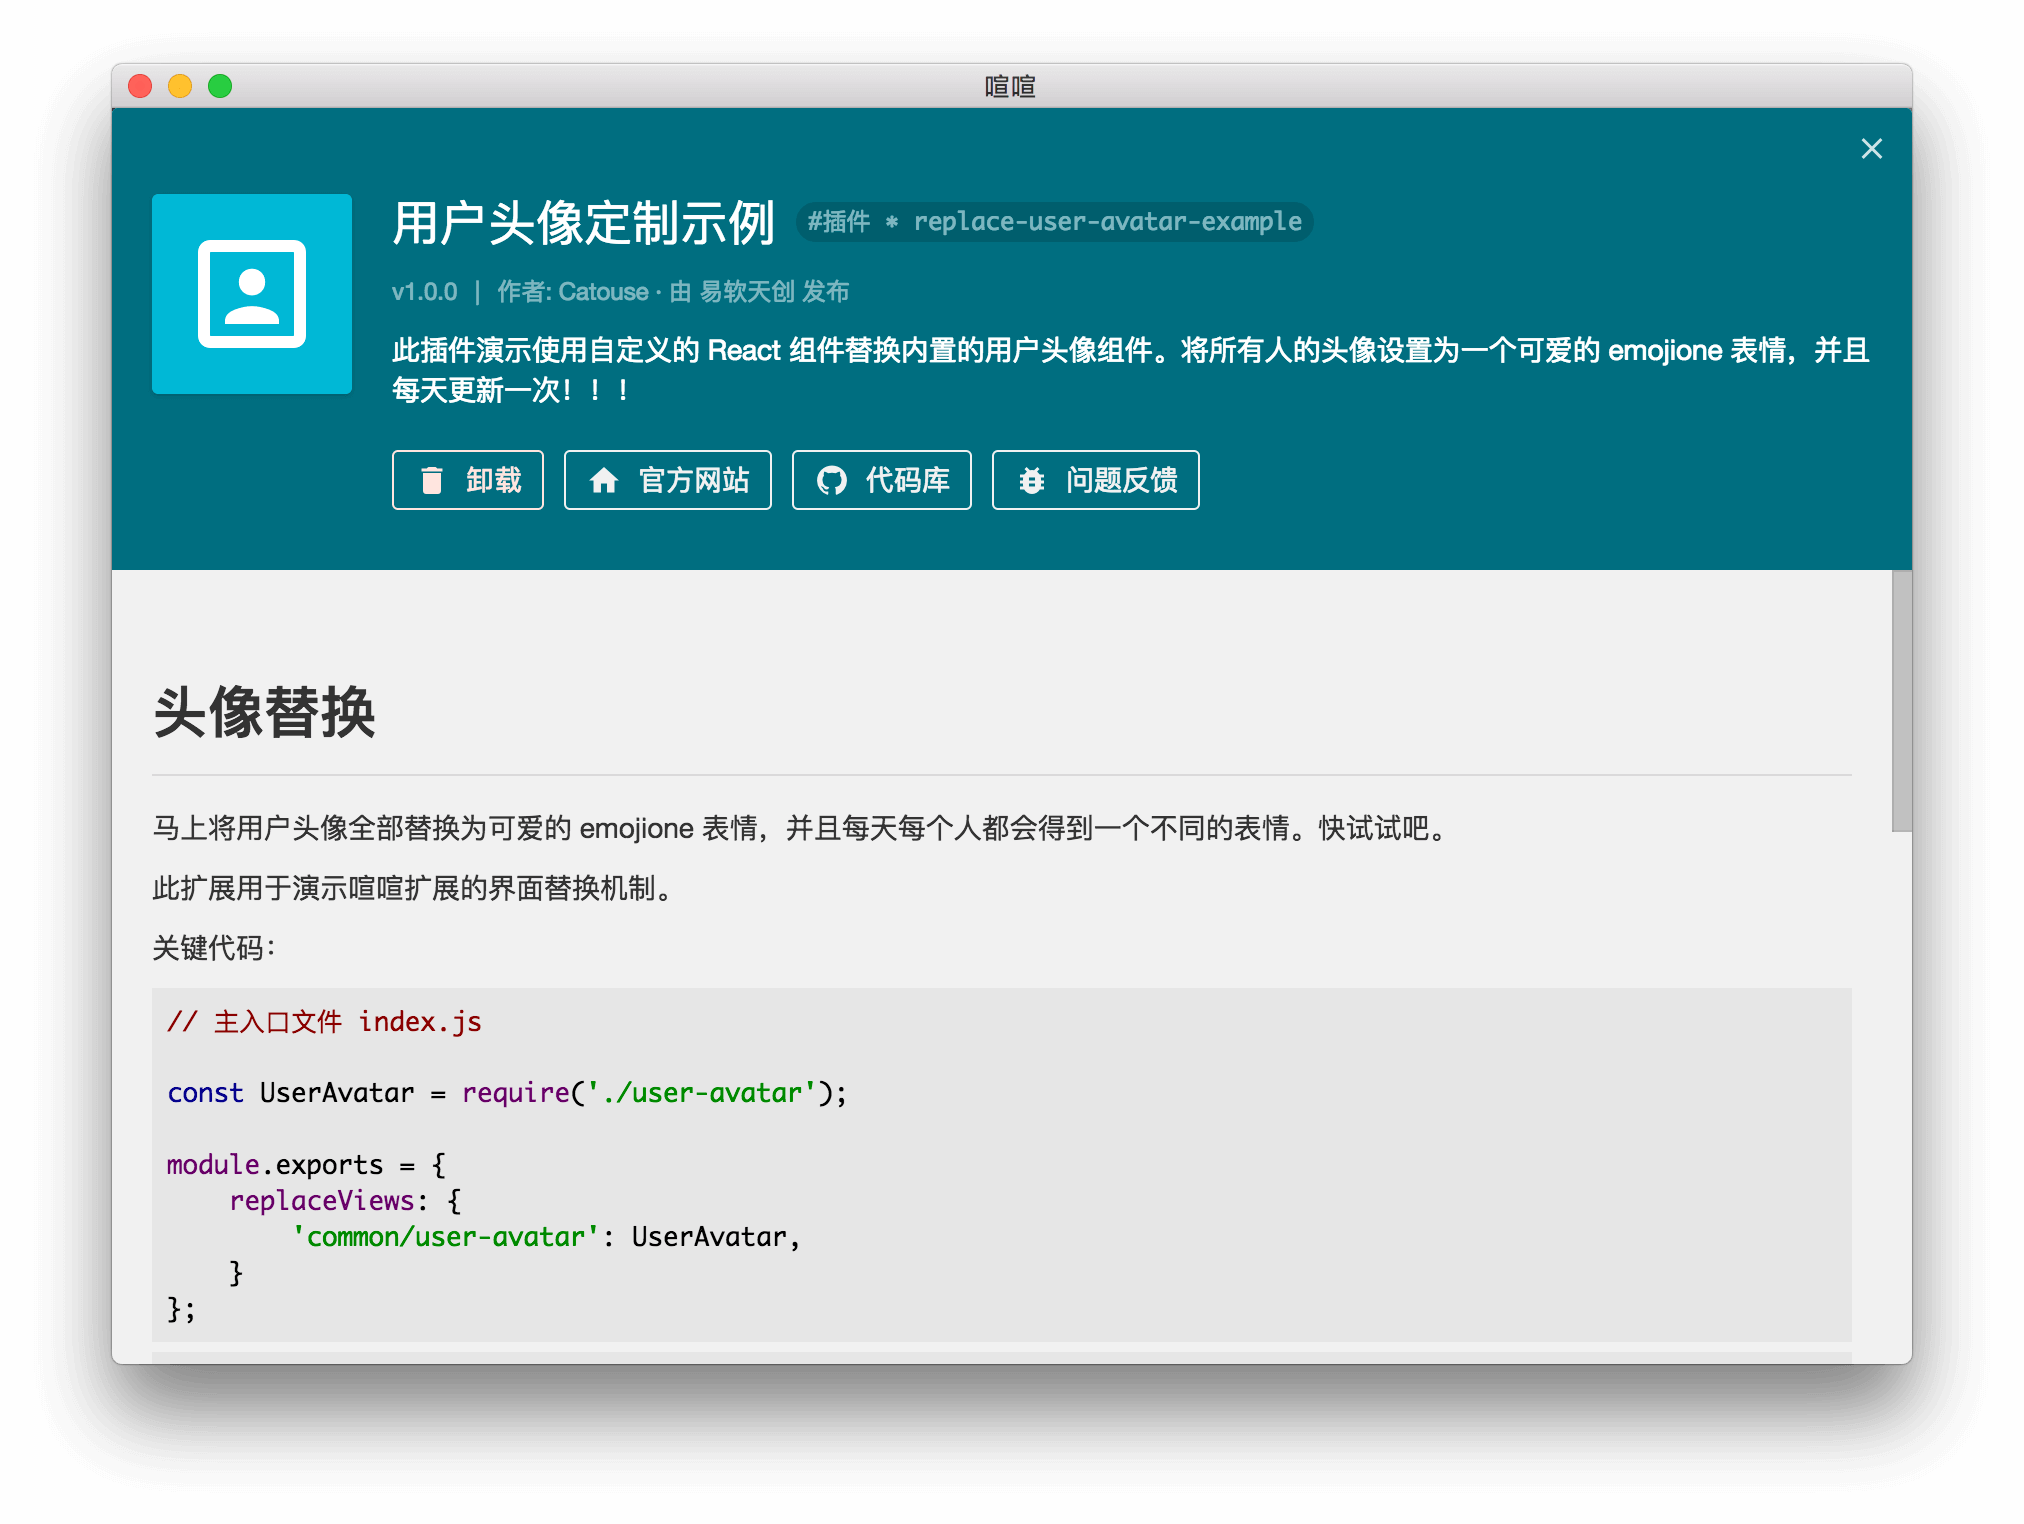 喧喧
用户头像定制示例 #插件 * replace-user-avatar-example
v1.0.0 | 作者: Catouse · 由 易软天创 发布
此插件演示使用自定义的 React 组件替换内置的用户头像组件。将所有人的头像设置为一个可爱的 emojione 表情，并且
每天更新一次！！！
卸载 官方网站 代码库 问题反馈
头像替换
马上将用户头像全部替换为可爱的 emojione 表情，并且每天每个人都会得到一个不同的表情。快试试吧。
此扩展用于演示喧喧扩展的界面替换机制。
关键代码：
// 主入口文件 index.js
const UserAvatar = require('./user-avatar');
module.exports = {
    replaceViews: {
        'common/user-avatar': UserAvatar,
    }
};